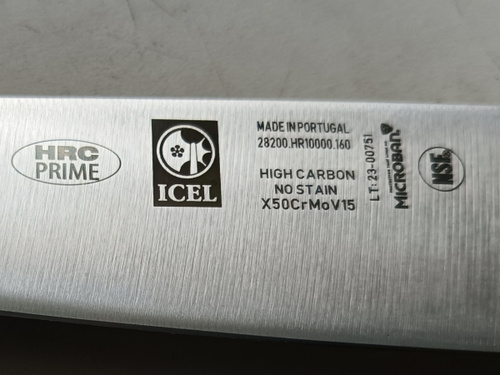 HRC
PRIME
ICEL
MADE IN PORTUGAL
28200.HR10000.160
HIGH CARBON
NO STAIN
X50CrMoV15
LT: 23-00751
MICROBAN
NSF